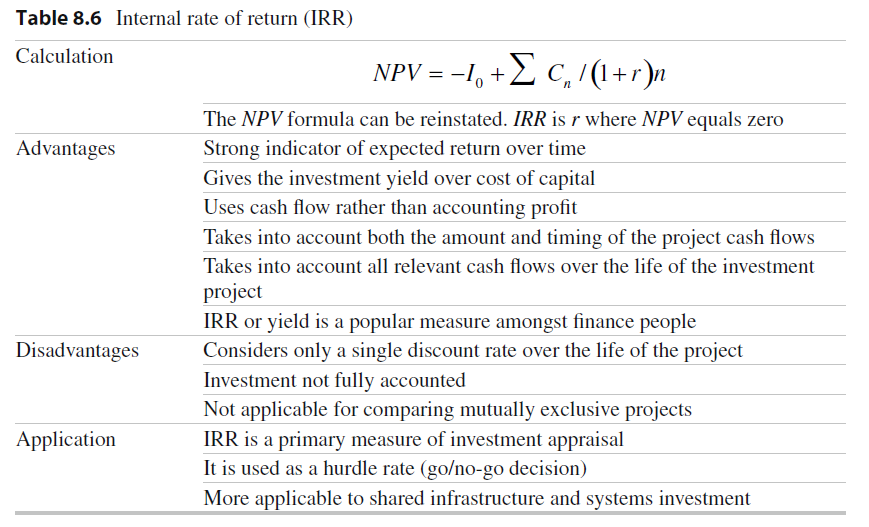 Table 8.6 Internal rate of return (IRR)
Calculation
NPV = −I₀ + ∑ Cₙ /(1+r)n
The NPV formula can be reinstated. IRR is r where NPV equals zero
Advantages
Strong indicator of expected return over time
Gives the investment yield over cost of capital
Uses cash flow rather than accounting profit
Takes into account both the amount and timing of the project cash flows
Takes into account all relevant cash flows over the life of the investment
project
IRR or yield is a popular measure amongst finance people
Disadvantages
Considers only a single discount rate over the life of the project
Investment not fully accounted
Not applicable for comparing mutually exclusive projects
Application
IRR is a primary measure of investment appraisal
It is used as a hurdle rate (go/no-go decision)
More applicable to shared infrastructure and systems investment